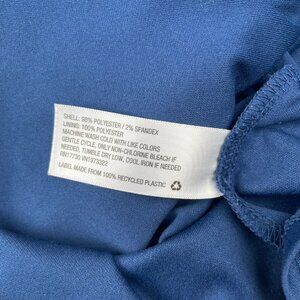 SHELL: 98% POLYESTER / 2% SPANDEX
LINING: 100% POLYESTER
MACHINE WASH COLD WITH LIKE COLORS
GENTLE CYCLE, ONLY NON-CHLORINE BLEACH IF
NEEDED, TUMBLE DRY LOW, COOL IRON IF NEEDED
RN17730 VN1973322
LABEL MADE FROM 100% RECYCLED PLASTIC